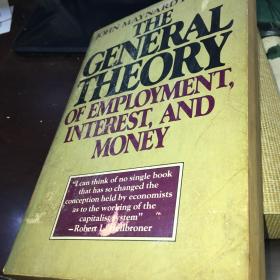 JOHN MAYNARD
THE
GENERAL
THEORY
OF EMPLOYMENT,
INTEREST, AND
MONEY
"I can think of no single book
that has so changed the
conception held by economists
as to the working of the
capitalist system"
—Robert L. Heilbroner